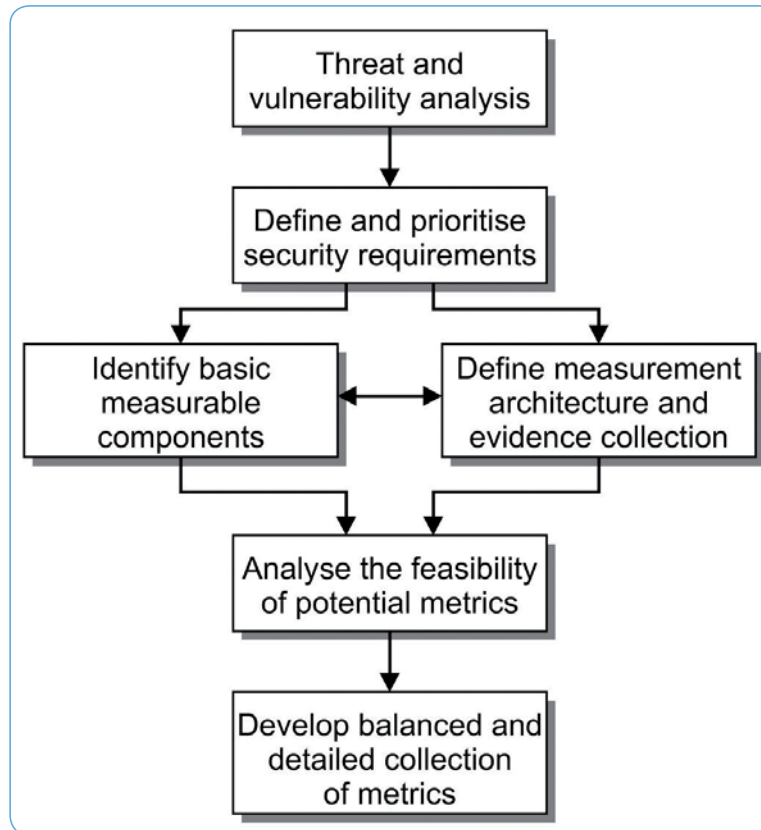 Threat and
vulnerability analysis
Define and prioritise
security requirements
Identify basic
measurable
components
Define measurement
architecture and
evidence collection
Analyse the feasibility
of potential metrics
Develop balanced and
detailed collection
of metrics